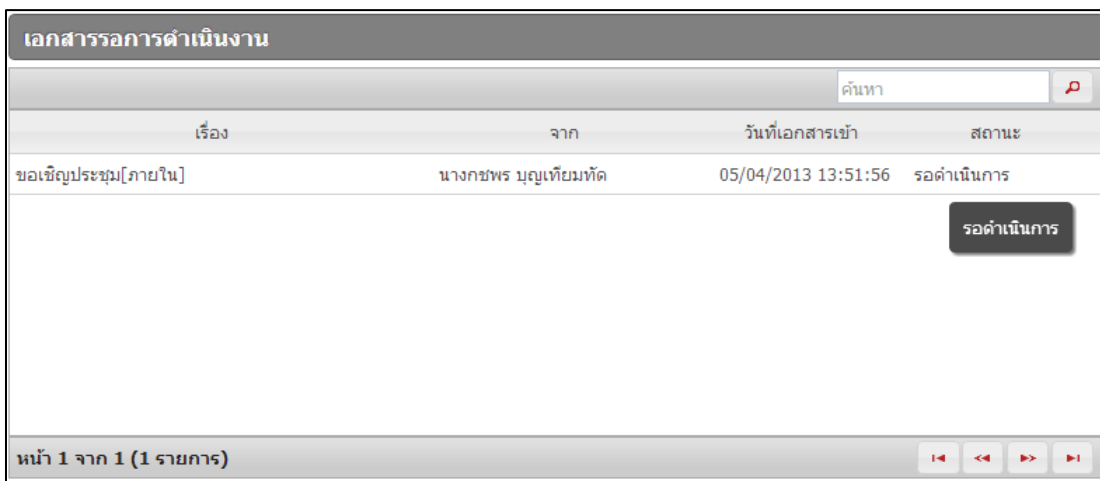 เอกสารรอการดำเนินงาน
ค้นหา
เรื่อง จาก วันที่เอกสารเข้า สถานะ
ขอเชิญประชุม[ภายใน] นางกชพร บุญเทียมทัด 05/04/2013 13:51:56 รอดำเนินการ
รอดำเนินการ
หน้า 1 จาก 1 (1 รายการ)